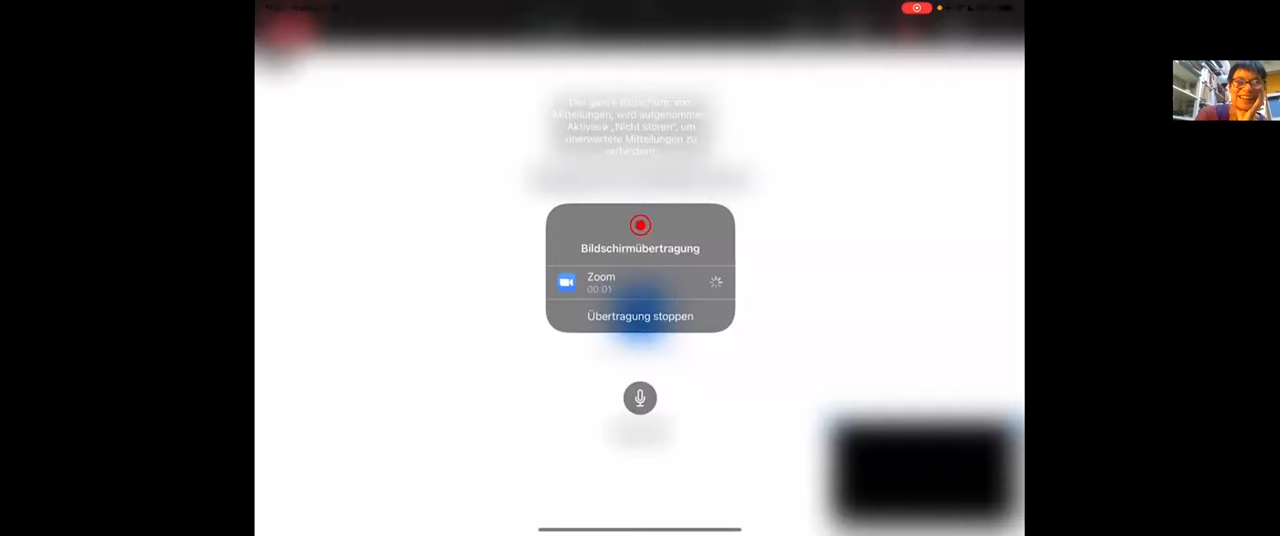 Der ganze Bildschirm, von
Mitteilungen, wird aufgenommen.
Aktiviere „Nicht stören“, um
unerwartete Mitteilungen zu
verhindern.
Bildschirmübertragung
Zoom
00:01
Übertragung stoppen